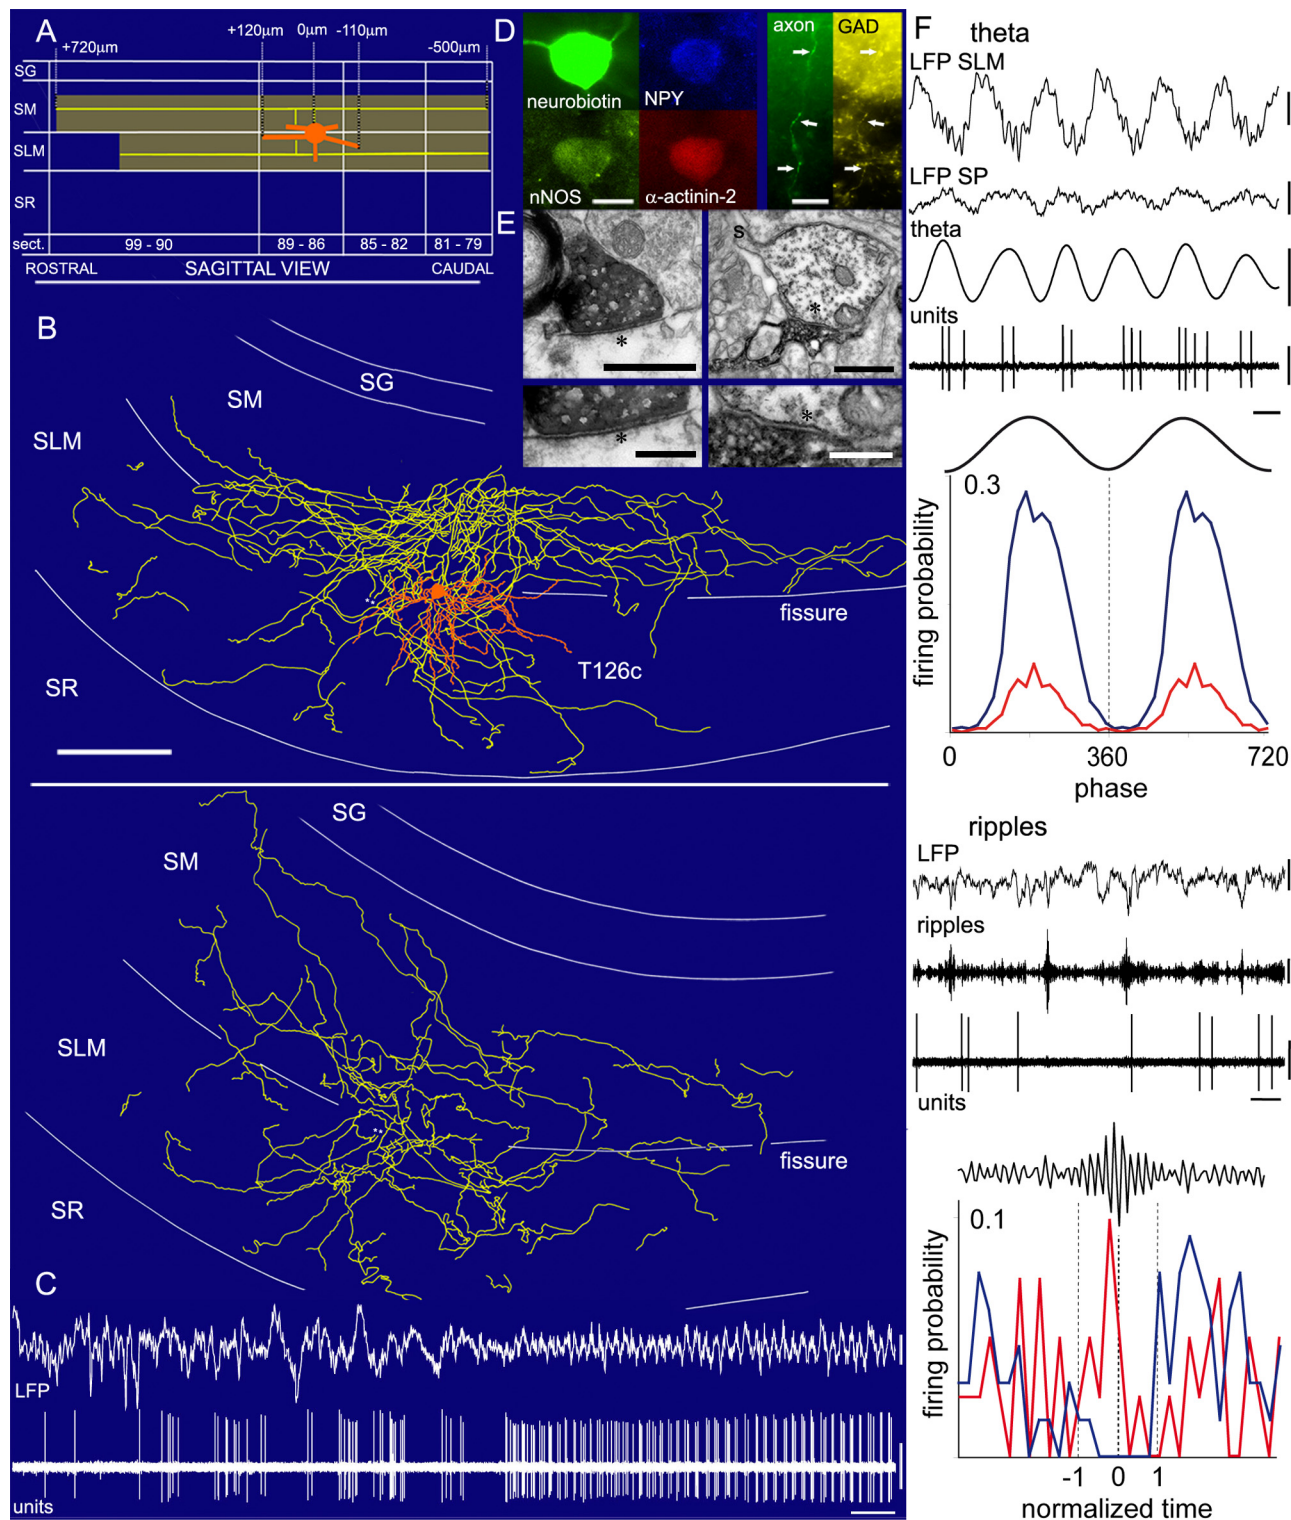 A
+720µm
+120µm
0µm
-110µm
-500µm
SG
SM
SLM
SR
sect.
99 - 90
89 - 86
85 - 82
81 - 79
ROSTRAL
SAGITTAL VIEW
CAUDAL
B
SG
SM
SLM
fissure
T126c
SR
SG
SM
SLM
fissure
SR
C
LFP
units
D
neurobiotin
NPY
nNOS
α-actinin-2
axon
GAD
E
*
s
*
*
*
F
theta
LFP SLM
LFP SP
theta
units
0.3
firing probability
0
360
720
phase
ripples
LFP
ripples
units
0.1
firing probability
-1
0
1
normalized time